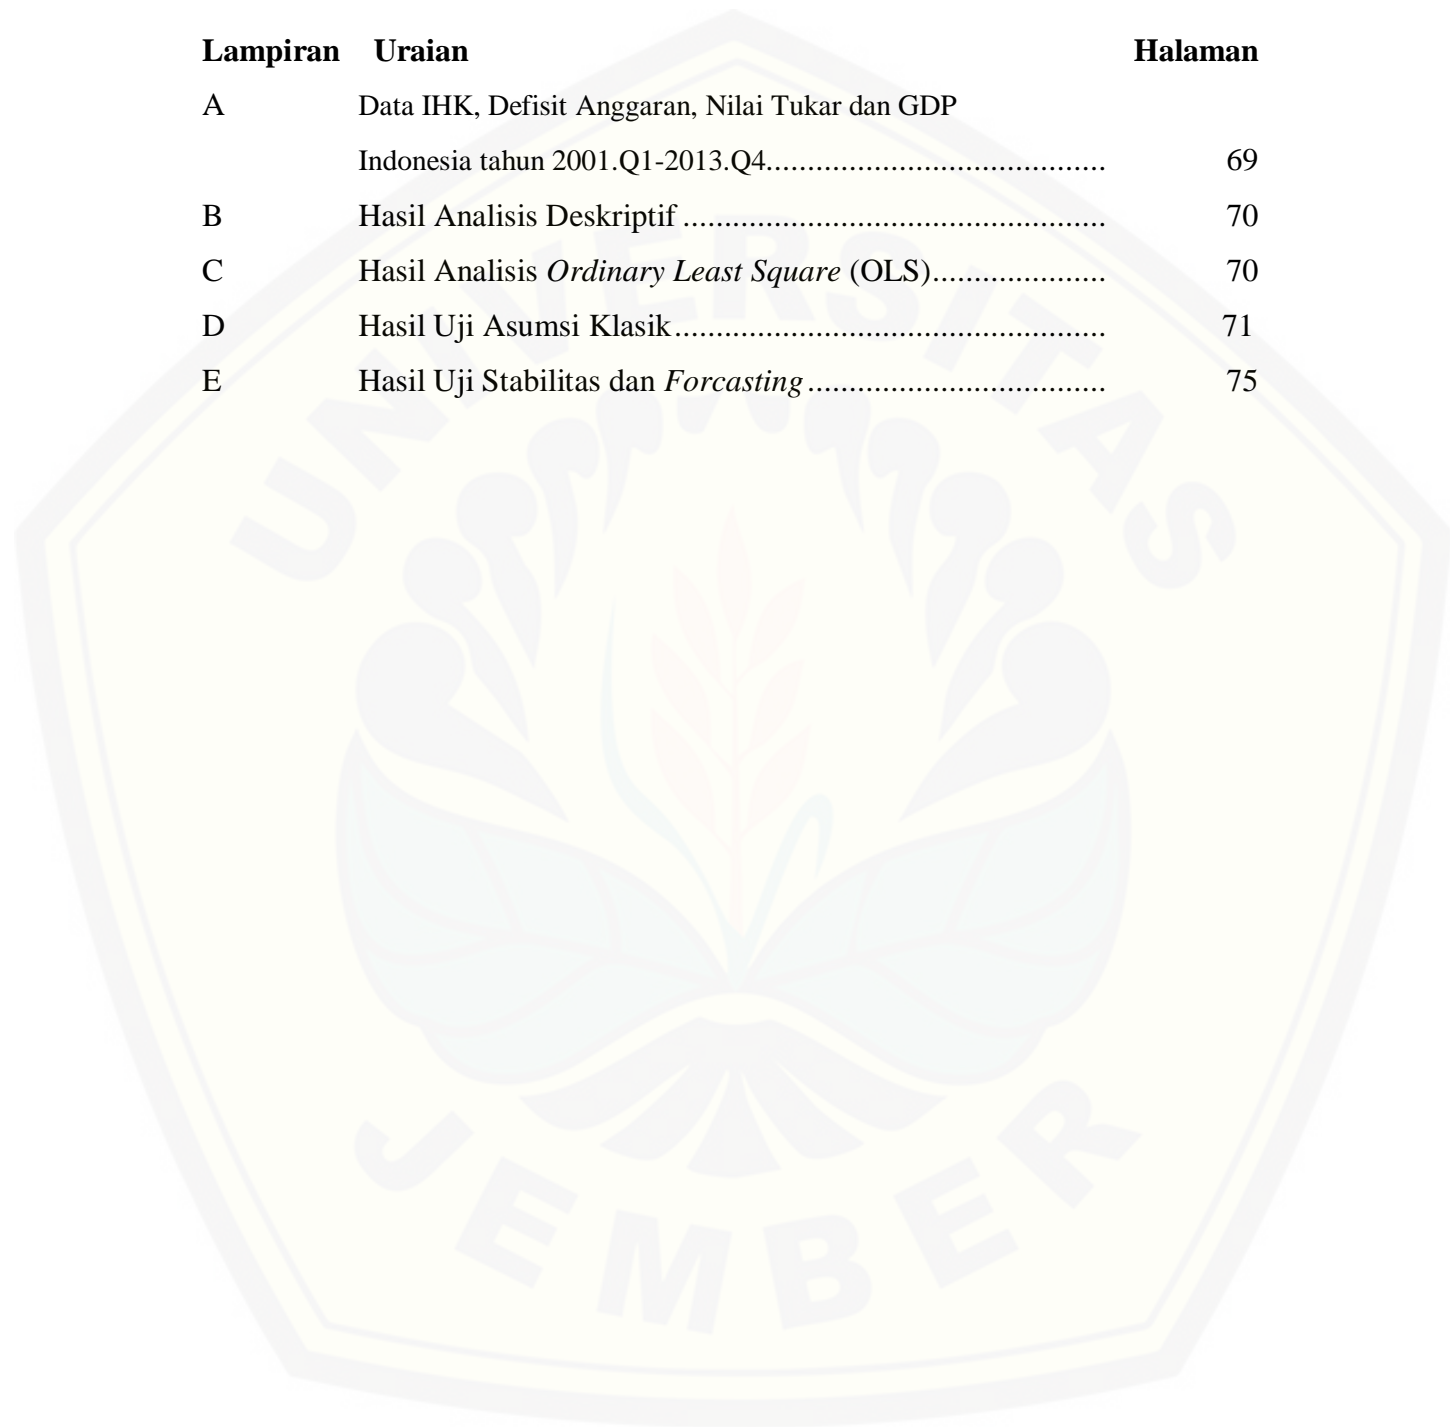 Lampiran Uraian Halaman
A Data IHK, Defisit Anggaran, Nilai Tukar dan GDP
Indonesia tahun 2001.Q1-2013.Q4......................................... 69
B Hasil Analisis Deskriptif ................................................... 70
C Hasil Analisis Ordinary Least Square (OLS)..................... 70
D Hasil Uji Asumsi Klasik.................................................... 71
E Hasil Uji Stabilitas dan Forcasting.................................... 75
UNIVERSITAS
JEMBER